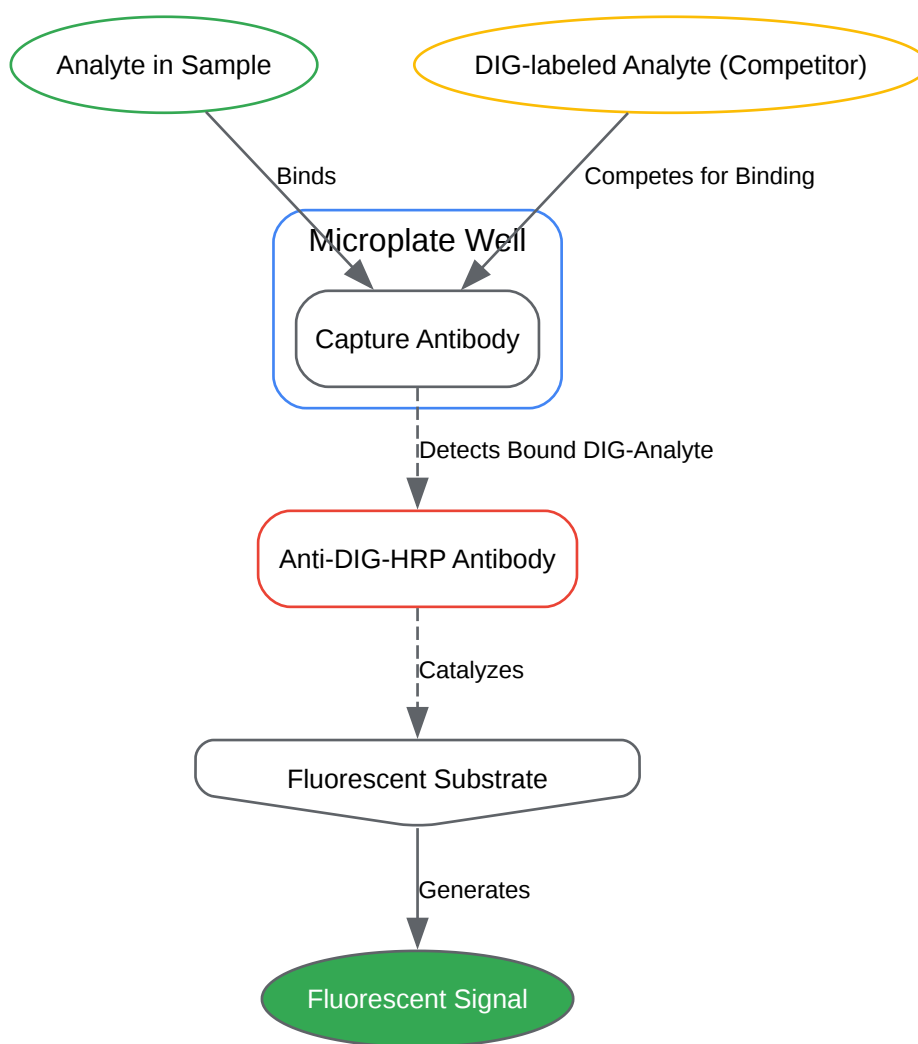 Analyte in Sample
DIG-labeled Analyte (Competitor)
Binds
Competes for Binding
Microplate Well
Capture Antibody
Detects Bound DIG-Analyte
Anti-DIG-HRP Antibody
Catalyzes
Fluorescent Substrate
Generates
Fluorescent Signal